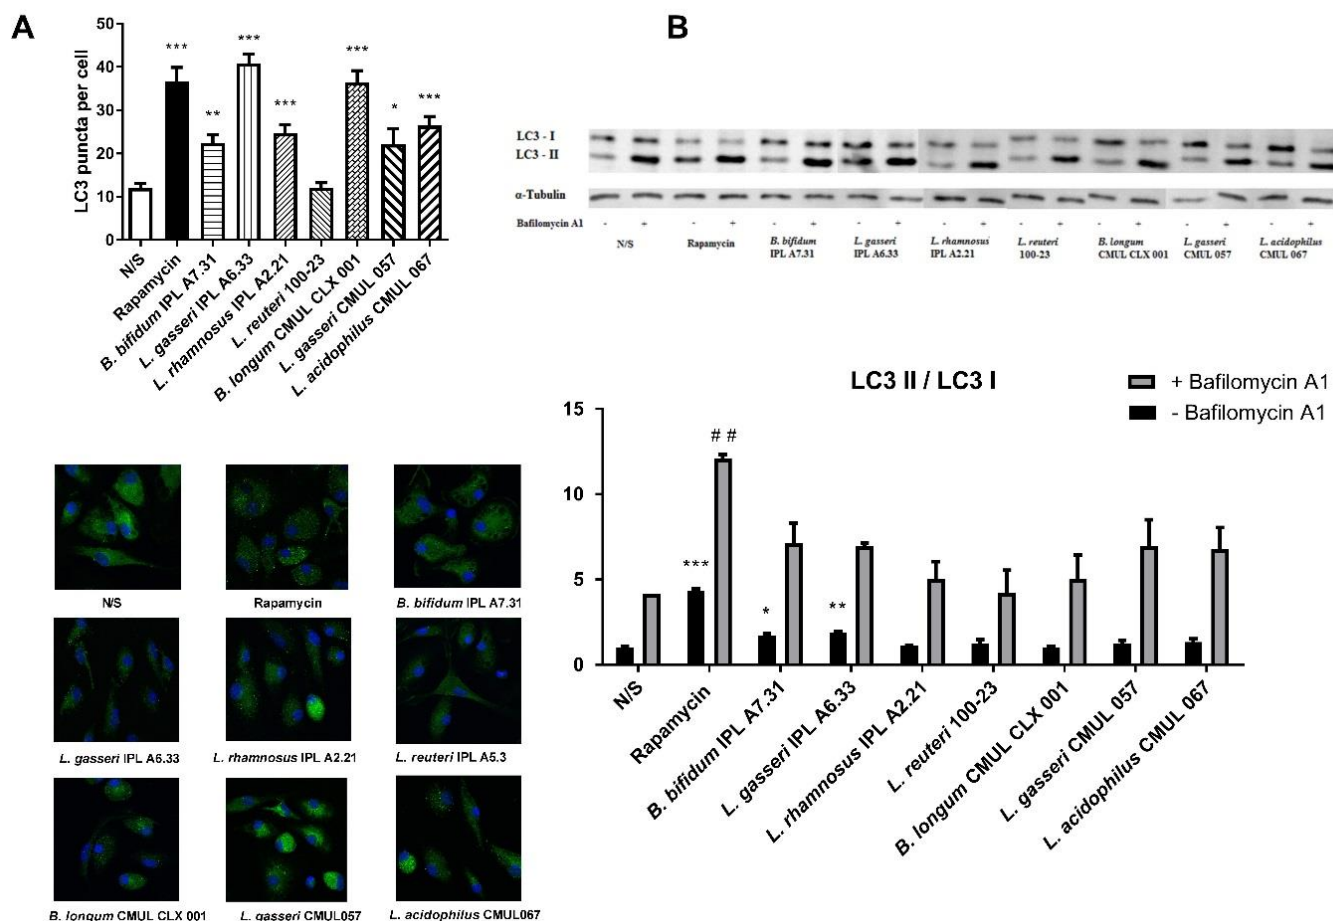 A
LC3 puncta per cell
50
40
30
20
10
0
***
**
***
***
***
*
***
N/S
Rapamycin
B. bifidum IPL A7.31
L. gasseri IPL A6.33
L. rhamnosus IPL A2.21
L. reuteri 100-23
B. longum CMUL CLX 001
L. gasseri CMUL 057
L. acidophilus CMUL 067
N/S
Rapamycin
B. bifidum IPL A7.31
L. gasseri IPL A6.33
L. rhamnosus IPL A2.21
L. reuteri IPL A5.3
B. longum CMUL CLX 001
L. gasseri CMUL057
L. acidophilus CMUL067
B
LC3 - I
LC3 - II
α-Tubulin
Bafilomycin A1 - + - + - + - + - + - + - + - + - +
N/S
Rapamycin
B. bifidum
IPL A7.31
L. gasseri
IPL A6.33
L. rhamnosus
IPL A2.21
L. reuteri
100-23
B. longum
CMUL CLX 001
L. gasseri
CMUL 057
L. acidophilus
CMUL 067
LC3 II / LC3 I
+ Bafilomycin A1
- Bafilomycin A1
15
10
5
0
***
# #
*
**
N/S
Rapamycin
B. bifidum IPL A7.31
L. gasseri IPL A6.33
L. rhamnosus IPL A2.21
L. reuteri 100-23
B. longum CMUL CLX 001
L. gasseri CMUL 057
L. acidophilus CMUL 067